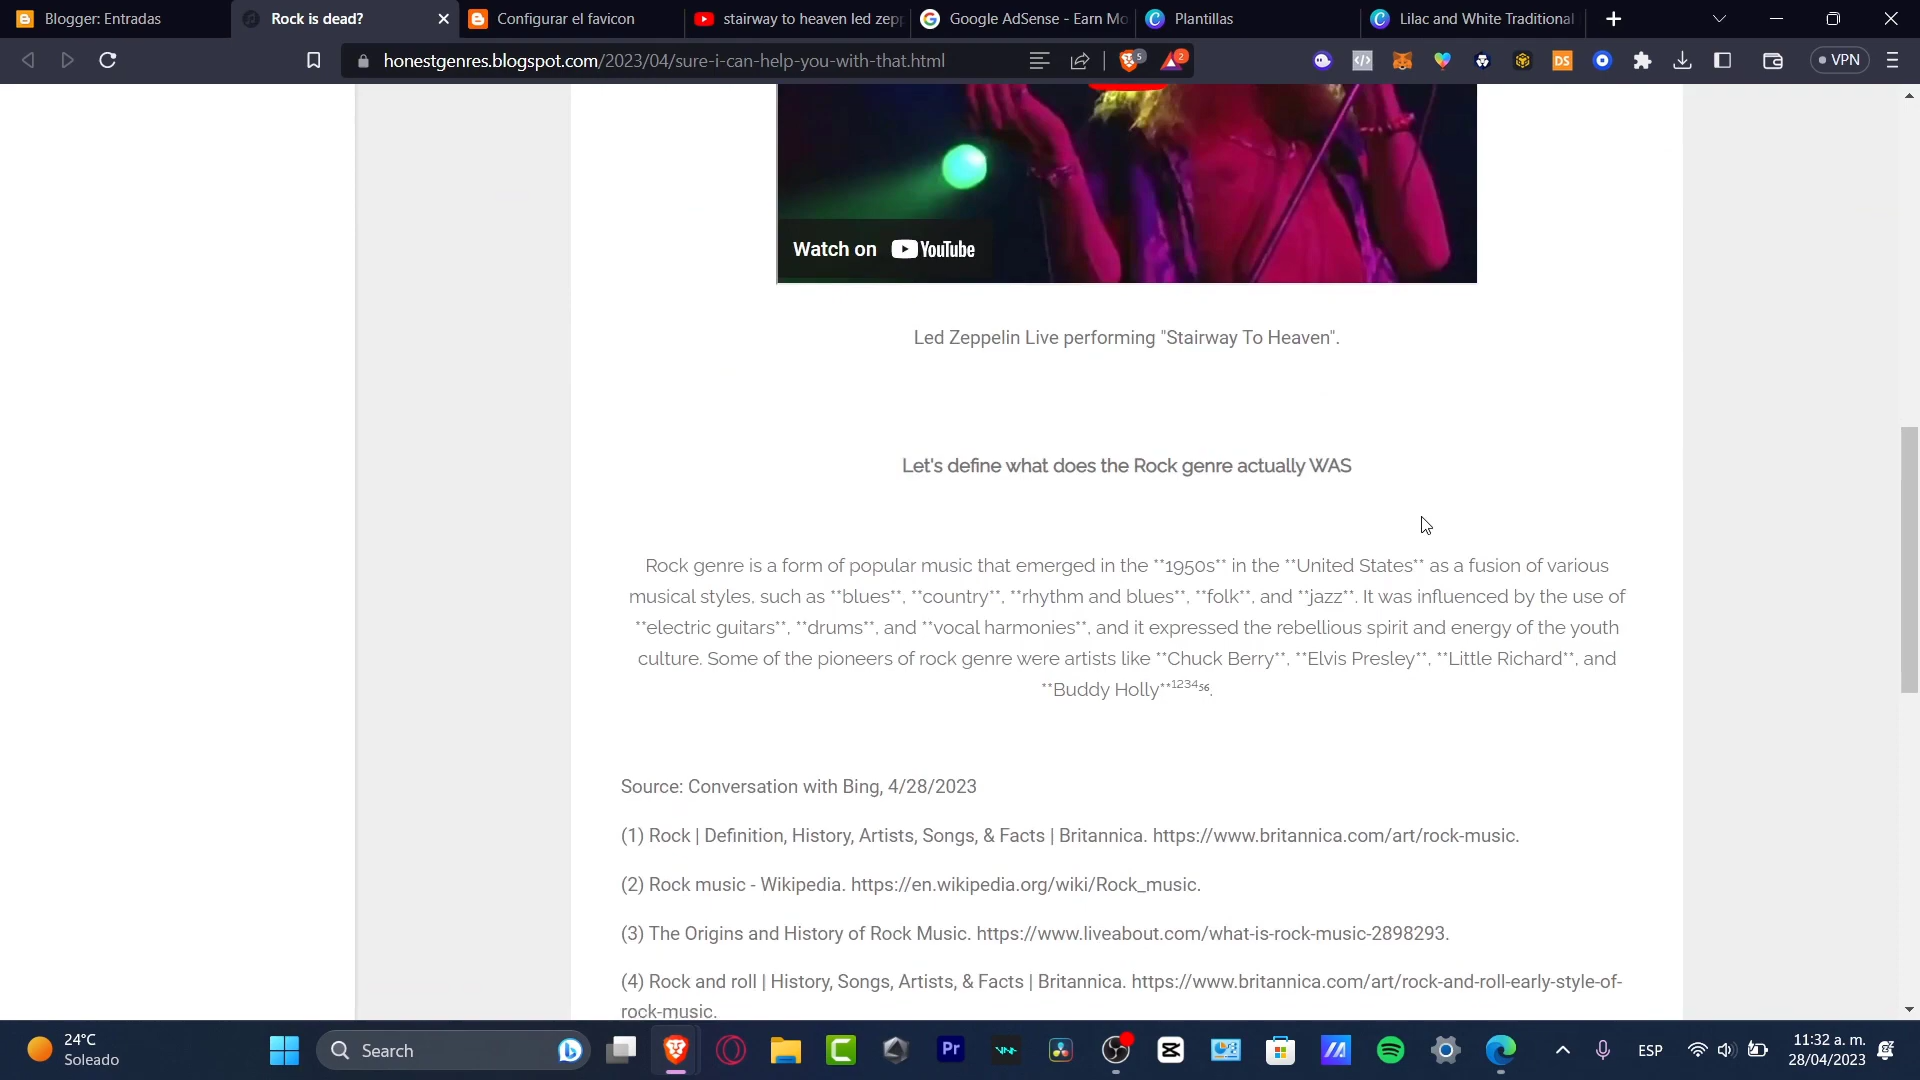 Blogger: Entradas
Rock is dead?
Configurar el favicon
stairway to heaven led zepp
Google AdSense - Earn Mo
Plantillas
Lilac and White Traditional
honestgenres.blogspot.com/2023/04/sure-i-can-help-you-with-that.html
5
2
DS
VPN
Watch on YouTube
Led Zeppelin Live performing "Stairway To Heaven".
Let's define what does the Rock genre actually WAS
Rock genre is a form of popular music that emerged in the **1950s** in the **United States** as a fusion of various
musical styles, such as **blues**, **country**, **rhythm and blues**, **folk**, and **jazz**. It was influenced by the use of
**electric guitars**, **drums**, and **vocal harmonies**, and it expressed the rebellious spirit and energy of the youth
culture. Some of the pioneers of rock genre were artists like **Chuck Berry**, **Elvis Presley**, **Little Richard**, and
**Buddy Holly**¹²³⁴⁵⁶.
Source: Conversation with Bing, 4/28/2023
(1) Rock | Definition, History, Artists, Songs, & Facts | Britannica. https://www.britannica.com/art/rock-music.
(2) Rock music - Wikipedia. https://en.wikipedia.org/wiki/Rock_music.
(3) The Origins and History of Rock Music. https://www.liveabout.com/what-is-rock-music-2898293.
(4) Rock and roll | History, Songs, Artists, & Facts | Britannica. https://www.britannica.com/art/rock-and-roll-early-style-of-
rock-music.
24°C
Soleado
Search
Pr
ESP
11:32 a. m.
28/04/2023